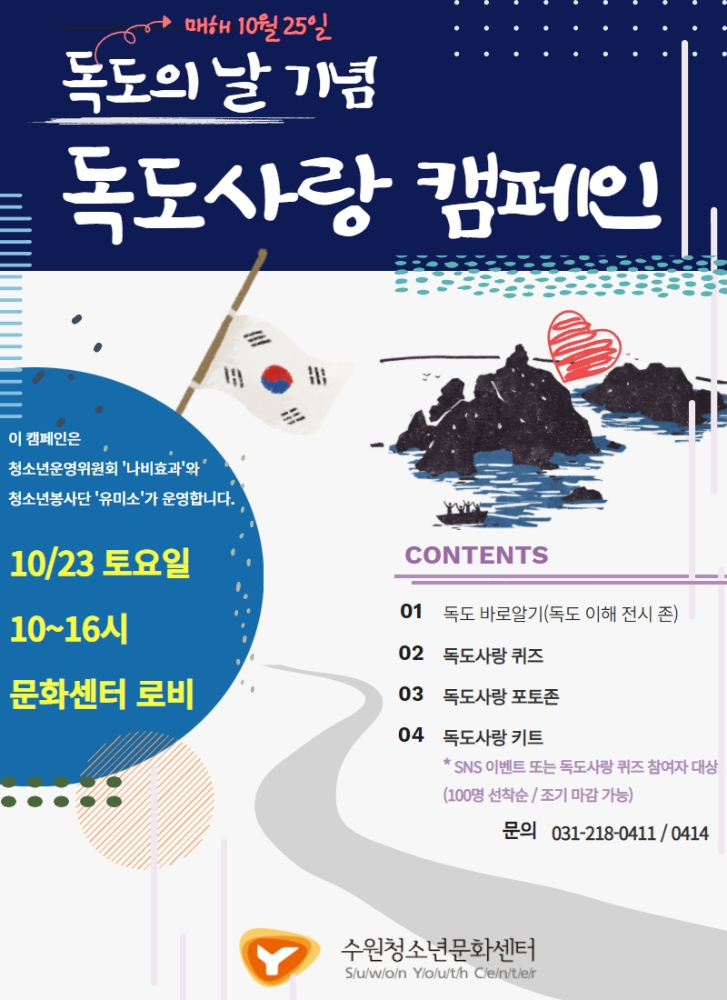 매해 10월 25일
독도의 날 기념
독도사랑 캠페인
이 캠페인은
청소년운영위원회 '나비효과'와
청소년봉사단 '유미소'가 운영합니다.
10/23 토요일
10~16시
문화센터 로비
CONTENTS
01 독도 바로알기(독도 이해 전시 존)
02 독도사랑 퀴즈
03 독도사랑 포토존
04 독도사랑 키트
* SNS 이벤트 또는 독도사랑 퀴즈 참여자 대상
(100명 선착순 / 조기 마감 가능)
문의 031-218-0411 / 0414
수원청소년문화센터
S/u/w/o/n Y/o/u/t/h C/e/n/t/e/r